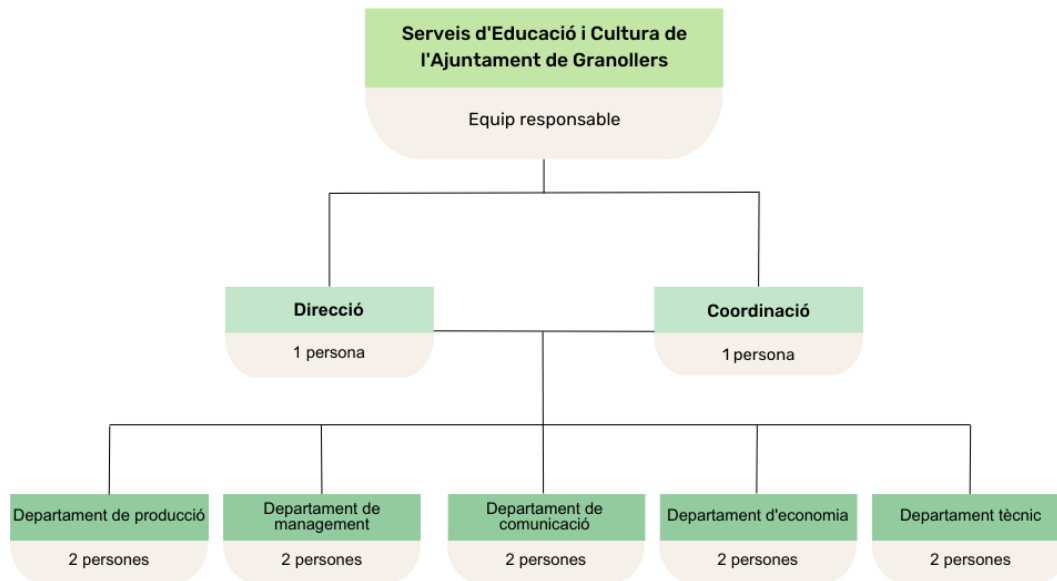 Serveis d'Educació i Cultura de
l'Ajuntament de Granollers
Equip responsable
Direcció
1 persona
Coordinació
1 persona
Departament de producció
2 persones
Departament de
management
2 persones
Departament de
comunicació
2 persones
Departament d'economia
2 persones
Departament tècnic
2 persones